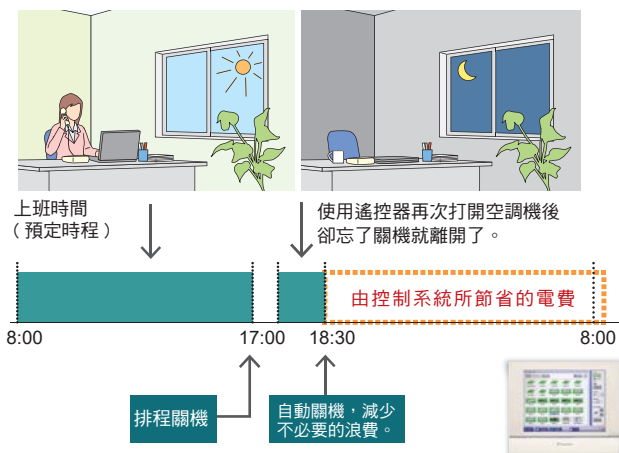 上班時間
（預定時程）
使用遙控器再次打開空調機後
卻忘了關機就離開了。
由控制系統所節省的電費
8:00
17:00
18:30
8:00
排程關機
自動關機，減少
不必要的浪費。